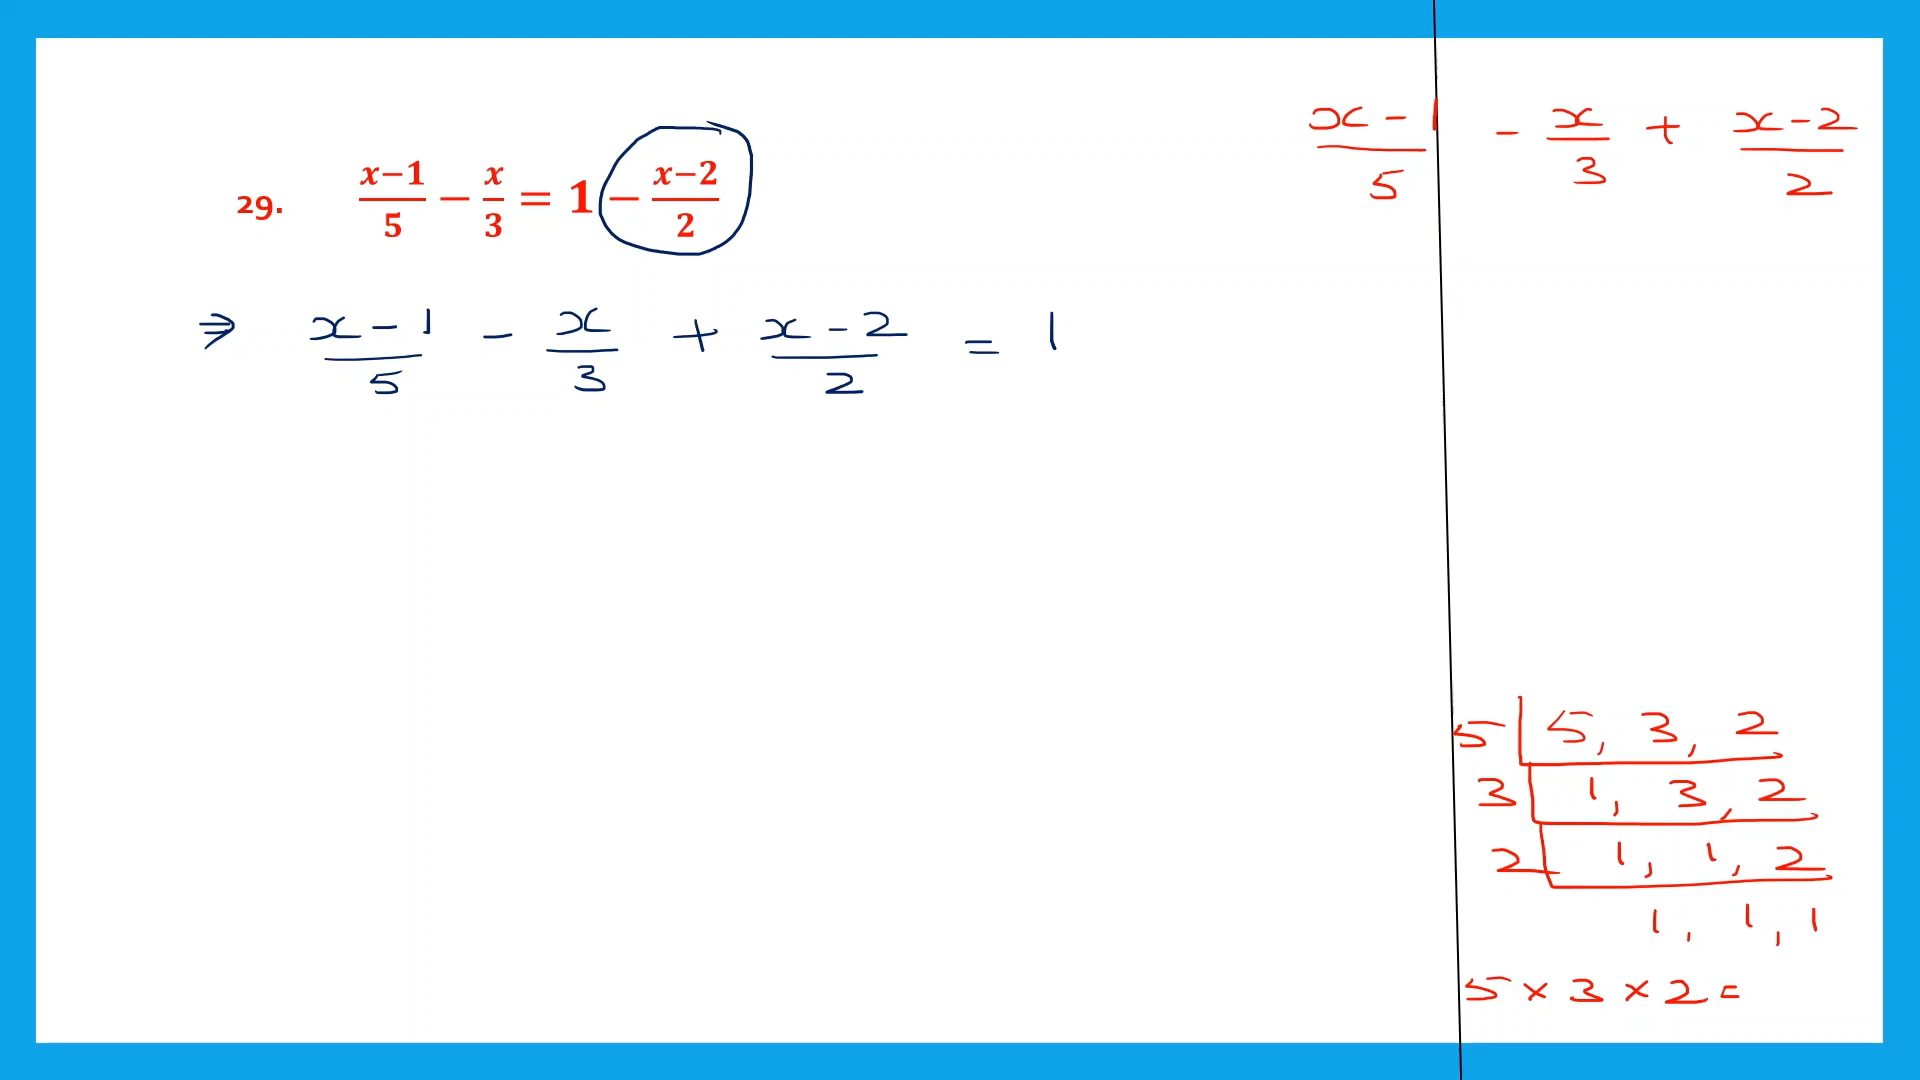 29. (x−1)/5 − x/3 = 1 − (x−2)/2
⇒ (x−1)/5 − x/3 + (x−2)/2 = 1
(x−1)/5 − x/3 + (x−2)/2
5 | 5, 3, 2
3 | 1, 3, 2
2 | 1, 1, 2
1, 1, 1
5 × 3 × 2 =